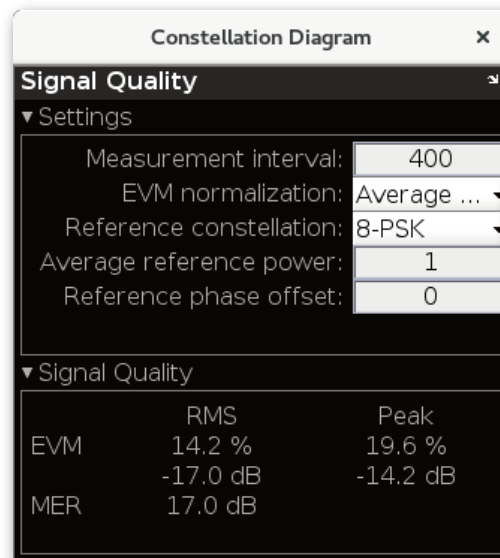 Constellation Diagram
Signal Quality
Settings
Measurement interval: 400
EVM normalization: Average ...
Reference constellation: 8-PSK
Average reference power: 1
Reference phase offset: 0
Signal Quality
RMS Peak
EVM 14.2 % 19.6 %
-17.0 dB -14.2 dB
MER 17.0 dB